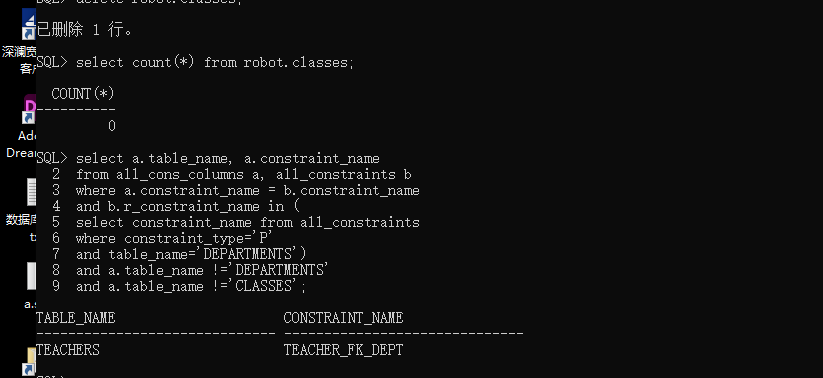 SQL> delete robot.classes;
已删除 1 行。
SQL> select count(*) from robot.classes;
COUNT(*)
----------
0
SQL> select a.table_name, a.constraint_name
2 from all_cons_columns a, all_constraints b
3 where a.constraint_name = b.constraint_name
4 and b.r_constraint_name in (
5 select constraint_name from all_constraints
6 where constraint_type='P'
7 and table_name='DEPARTMENTS')
8 and a.table_name !='DEPARTMENTS'
9 and a.table_name !='CLASSES';
TABLE_NAME CONSTRAINT_NAME
------------------------------ ------------------------------
TEACHERS TEACHER_FK_DEPT
SQL>
深澜宽
客户
Ado
Dream
数据库
tx
a.s